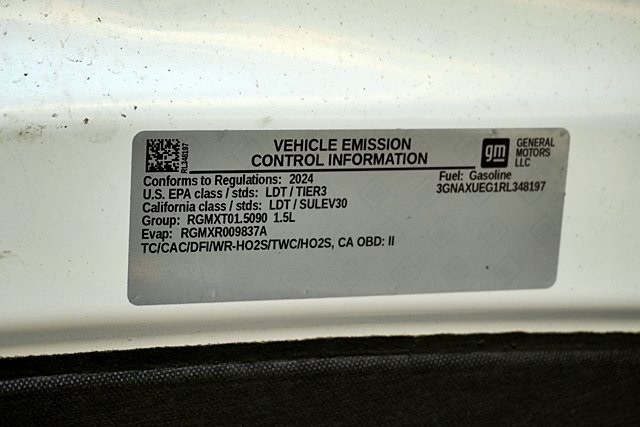 RL348197
VEHICLE EMISSION
CONTROL INFORMATION
gm
GENERAL
MOTORS
LLC
Conforms to Regulations: 2024
U.S. EPA class / stds: LDT / TIER3
California class / stds: LDT / SULEV30
Group: RGMXT01.5090 1.5L
Evap: RGMXR009837A
TC/CAC/DFI/WR-HO2S/TWC/HO2S, CA OBD: II
Fuel: Gasoline
3GNAXUEG1RL348197